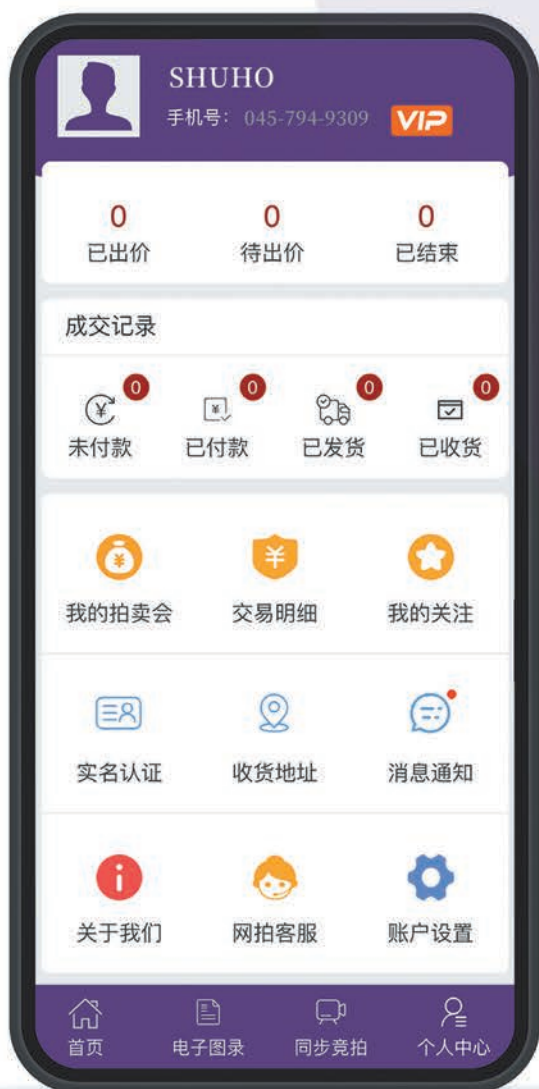 SHUHO
手机号：045-794-9309 VIP
0 0 0
已出价 待出价 已结束
成交记录
0 0 0 0
未付款 已付款 已发货 已收货
我的拍卖会 交易明细 我的关注
实名认证 收货地址 消息通知
关于我们 网拍客服 账户设置
首页 电子图录 同步竞拍 个人中心